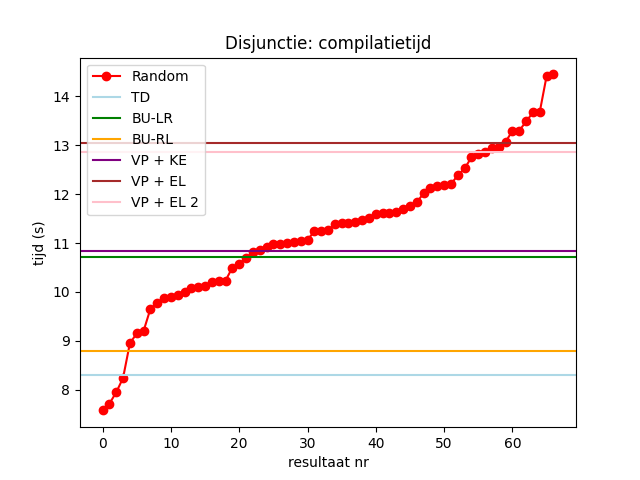 Disjunctie: compilatietijd
Random
TD
BU-LR
BU-RL
VP + KE
VP + EL
VP + EL 2
tijd (s)
14
13
12
11
10
9
8
0 10 20 30 40 50 60
resultaat nr